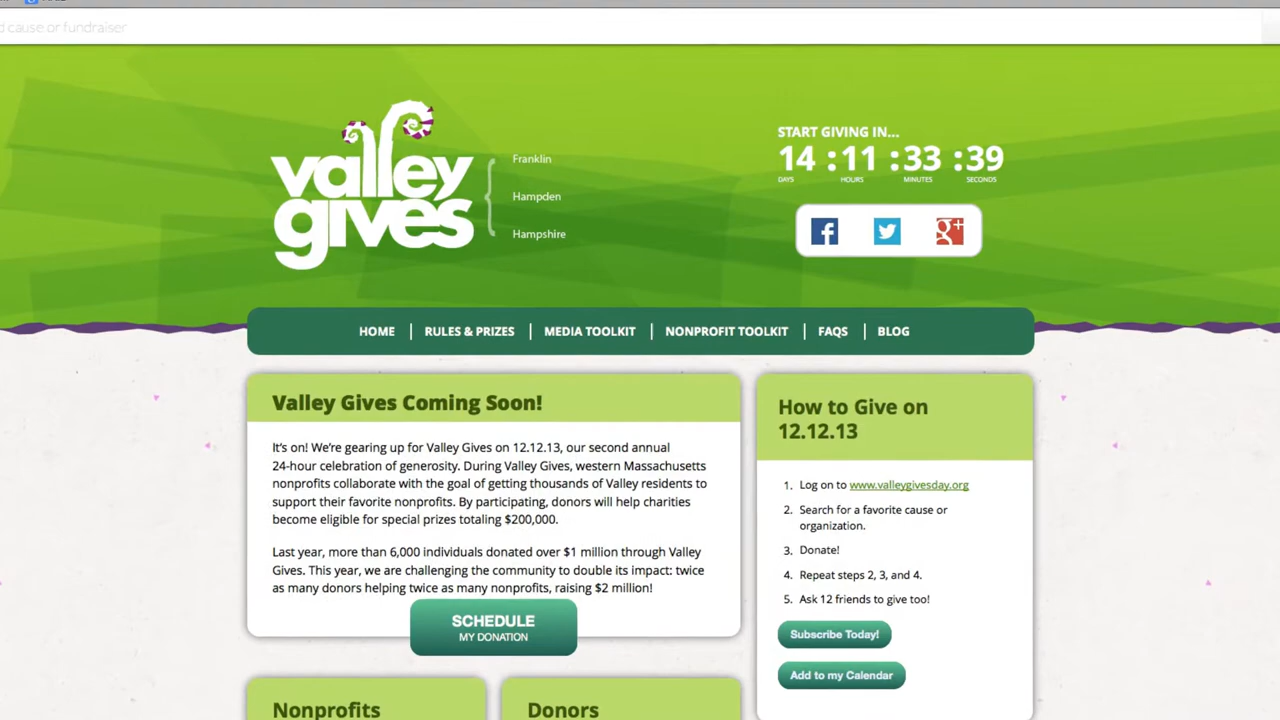 d cause or fundraiser
valley
gives
Franklin
Hampden
Hampshire
START GIVING IN...
14 : 11 : 33 : 39
DAYS HOURS MINUTES SECONDS
HOME | RULES & PRIZES | MEDIA TOOLKIT | NONPROFIT TOOLKIT | FAQS | BLOG
Valley Gives Coming Soon!
It's on! We're gearing up for Valley Gives on 12.12.13, our second annual
24-hour celebration of generosity. During Valley Gives, western Massachusetts
nonprofits collaborate with the goal of getting thousands of Valley residents to
support their favorite nonprofits. By participating, donors will help charities
become eligible for special prizes totaling $200,000.
Last year, more than 6,000 individuals donated over $1 million through Valley
Gives. This year, we are challenging the community to double its impact: twice
as many donors helping twice as many nonprofits, raising $2 million!
SCHEDULE
MY DONATION
How to Give on
12.12.13
1. Log on to www.valleygivesday.org
2. Search for a favorite cause or
organization.
3. Donate!
4. Repeat steps 2, 3, and 4.
5. Ask 12 friends to give too!
Subscribe Today!
Add to my Calendar
Nonprofits
Donors